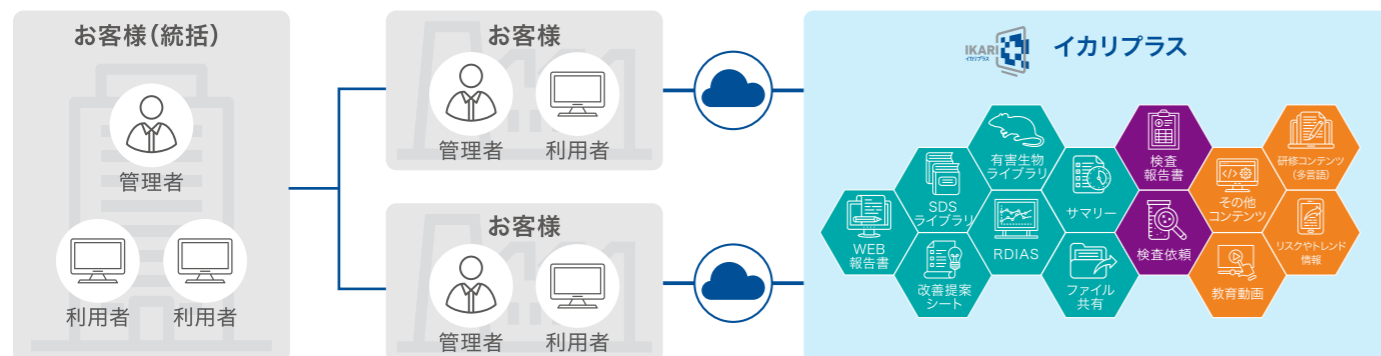 お客様（統括）
管理者
利用者
利用者
お客様
管理者
利用者
お客様
管理者
利用者
IKARI
イカリプラス
イカリプラス
WEB
報告書
SDS
ライブラリ
改善提案
シート
有害生物
ライブラリ
RDIAS
サマリー
ファイル
共有
検査
報告書
検査依頼
その他
コンテンツ
教育動画
研修コンテンツ
（多言語）
リスクやトレンド
情報